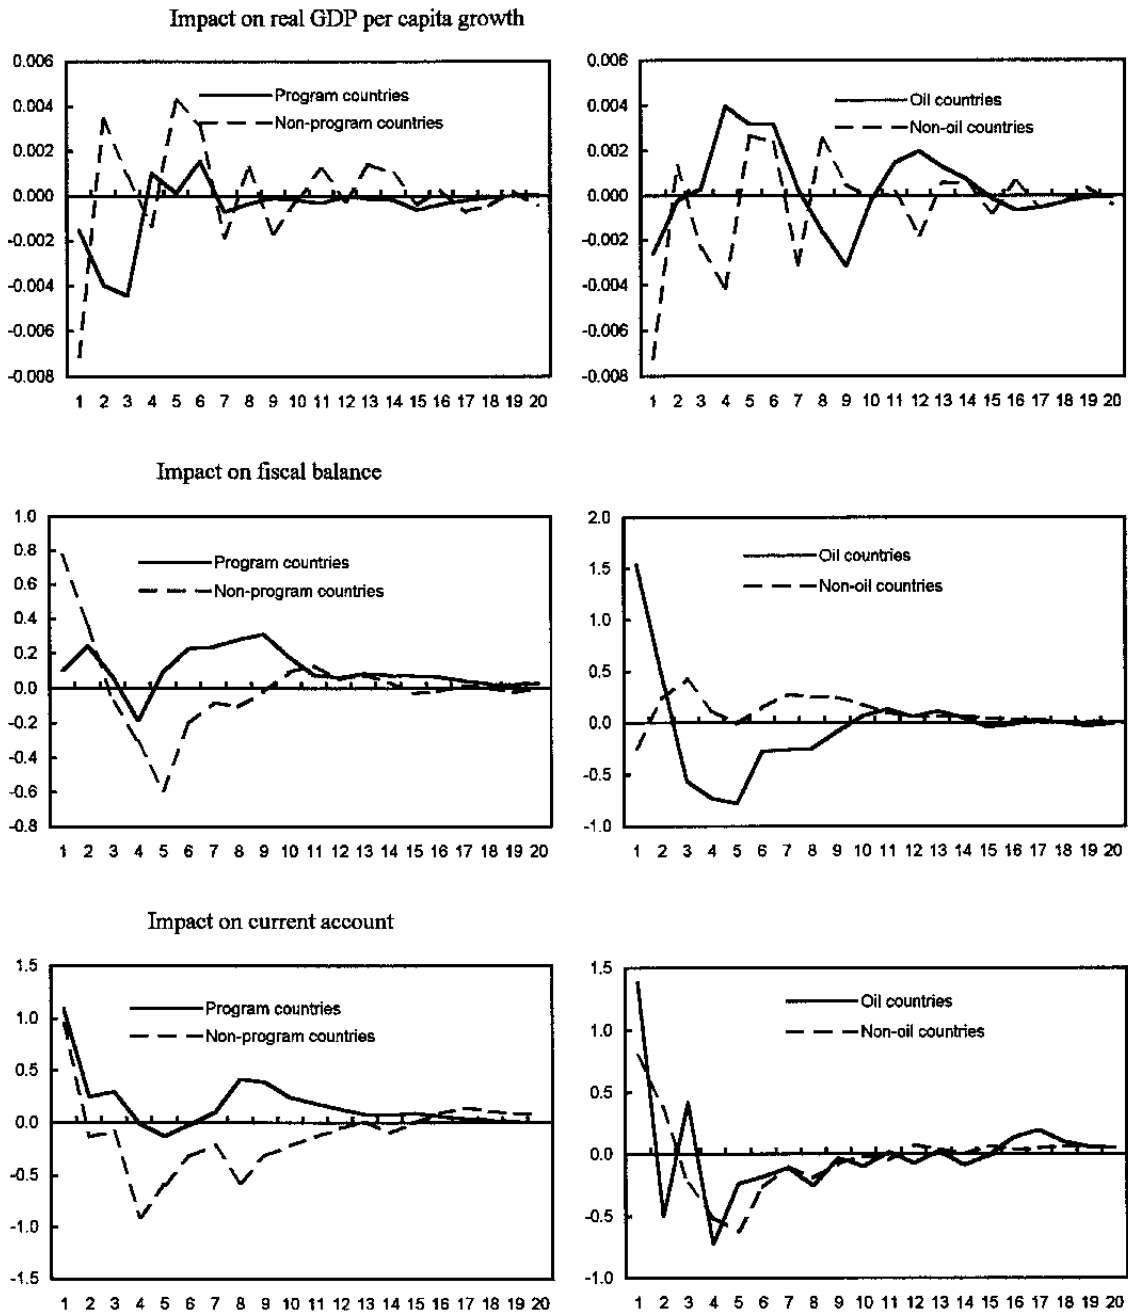 Impact on real GDP per capita growth
0.006
0.004
0.002
0.000
-0.002
-0.004
-0.006
-0.008
Program countries
Non-program countries
1 2 3 4 5 6 7 8 9 10 11 12 13 14 15 16 17 18 19 20
0.006
0.004
0.002
0.000
-0.002
-0.004
-0.006
-0.008
Oil countries
Non-oil countries
1 2 3 4 5 6 7 8 9 10 11 12 13 14 15 16 17 18 19 20
Impact on fiscal balance
1.0
0.8
0.6
0.4
0.2
0.0
-0.2
-0.4
-0.6
-0.8
Program countries
Non-program countries
1 2 3 4 5 6 7 8 9 10 11 12 13 14 15 16 17 18 19 20
2.0
1.5
1.0
0.5
0.0
-0.5
-1.0
Oil countries
Non-oil countries
1 2 3 4 5 6 7 8 9 10 11 12 13 14 15 16 17 18 19 20
Impact on current account
1.5
1.0
0.5
0.0
-0.5
-1.0
-1.5
Program countries
Non-program countries
1 2 3 4 5 6 7 8 9 10 11 12 13 14 15 16 17 18 19 20
1.5
1.0
0.5
0.0
-0.5
-1.0
Oil countries
Non-oil countries
1 2 3 4 5 6 7 8 9 10 11 12 13 14 15 16 17 18 19 20